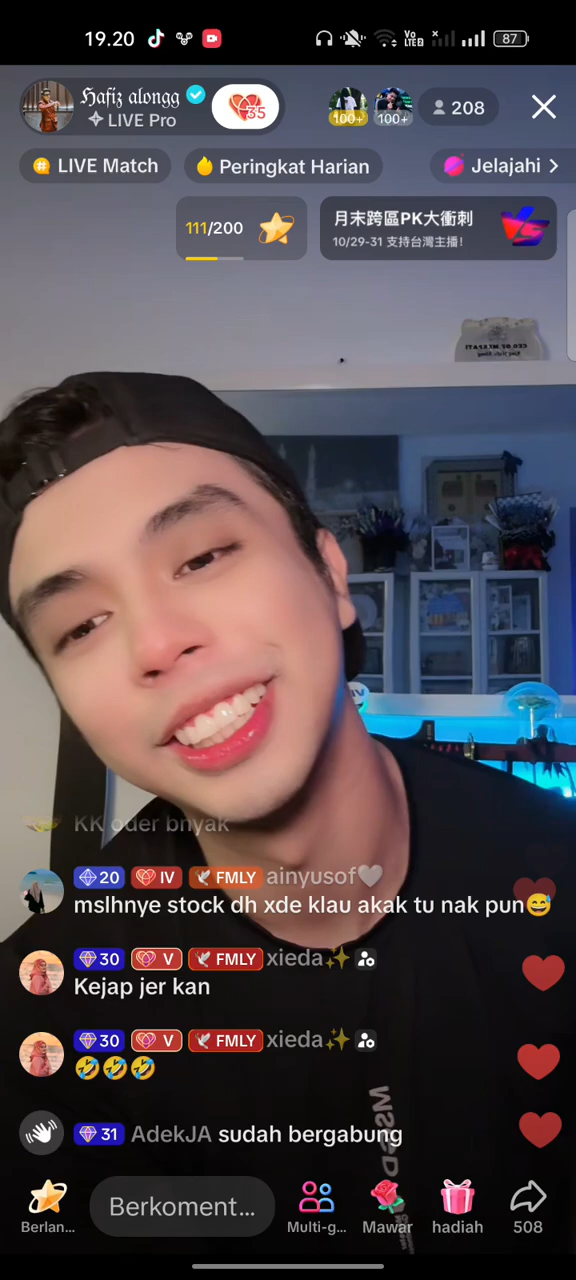 19.20
VoLTE2
87
Hafiz alongg
LIVE Pro
35
100+
100+
208
LIVE Match
Peringkat Harian
Jelajahi >
111/200
月末跨區PK大衝刺
10/29-31 支持台灣主播!
KK oder bnyak
20 IV FMLY ainyusof🤍
mslhnye stock dh xde klau akak tu nak pun😅
30 V FMLY xieda✨
Kejap jer kan
30 V FMLY xieda✨
🤣🤣🤣
31 AdekJA sudah bergabung
Berlan...
Berkoment...
Multi-g...
Mawar
hadiah
508